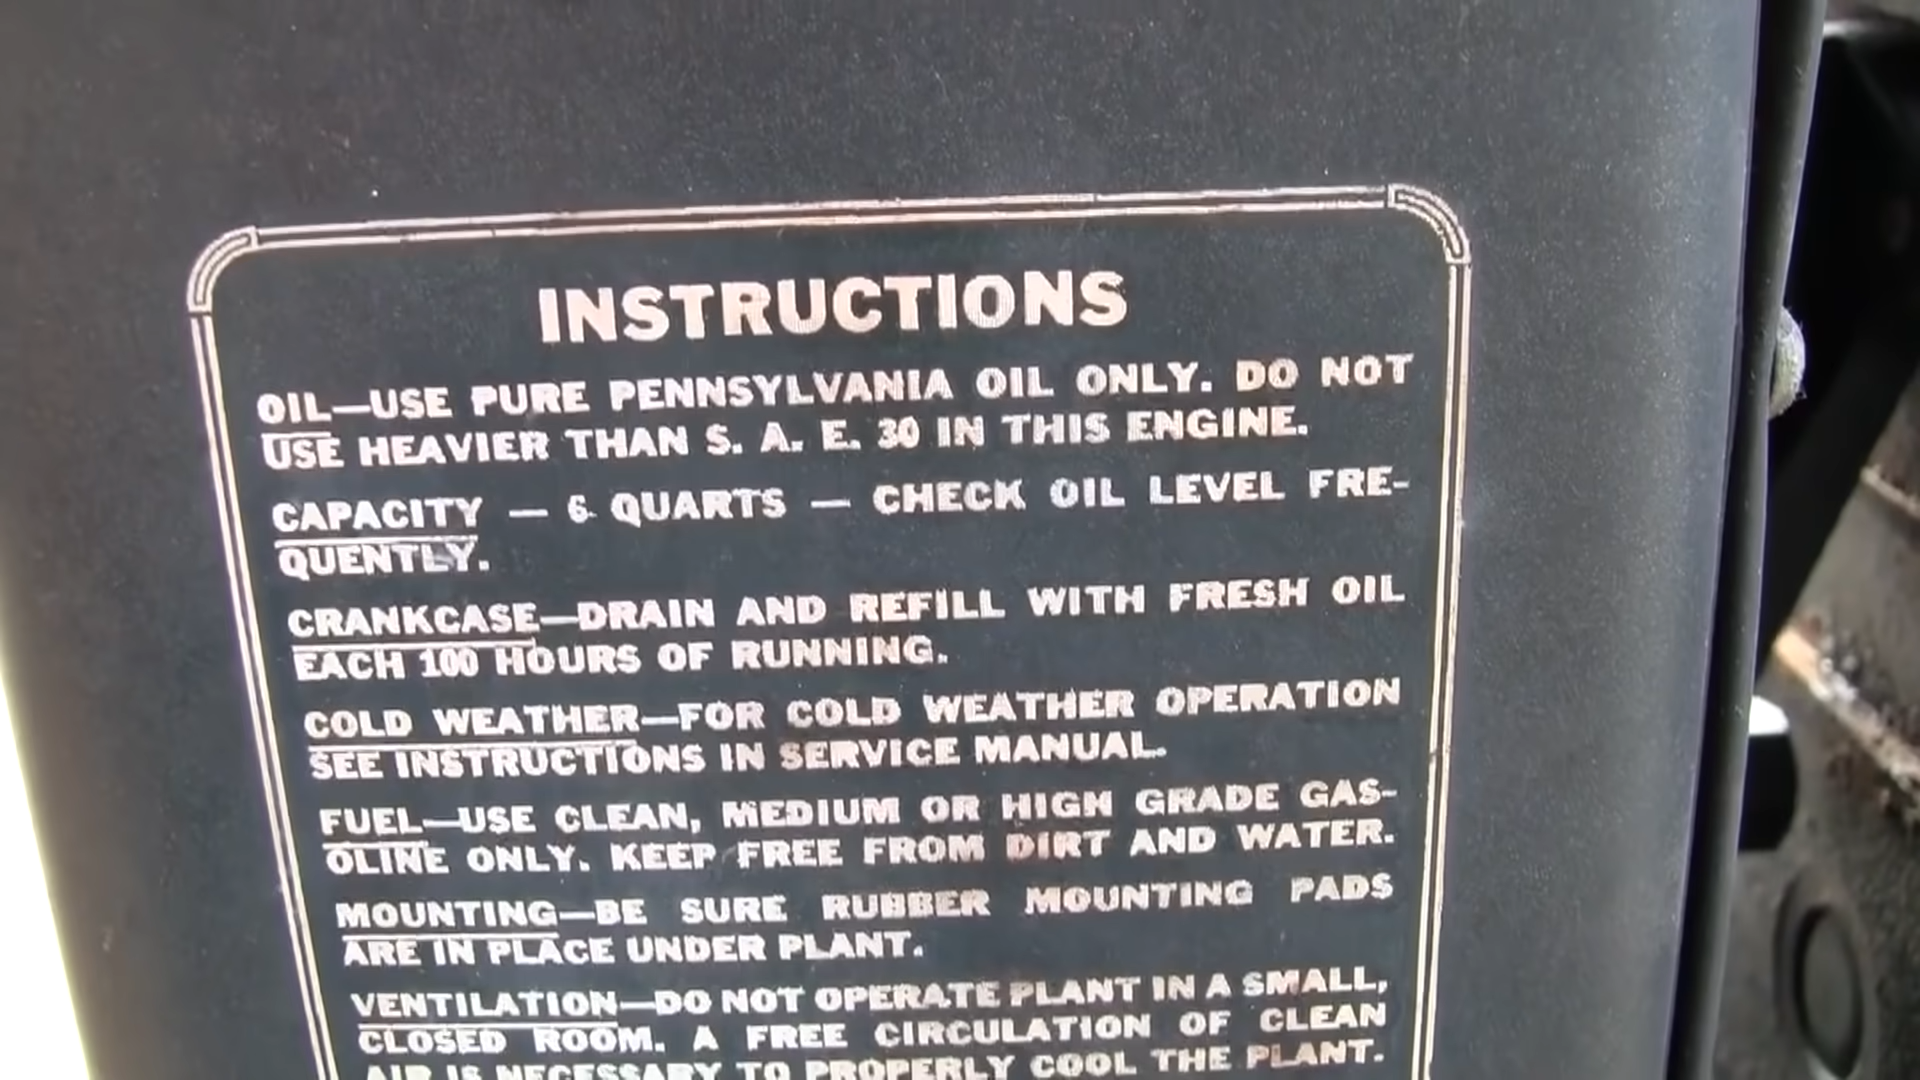 INSTRUCTIONS
OIL—USE PURE PENNSYLVANIA OIL ONLY. DO NOT
USE HEAVIER THAN S. A. E. 30 IN THIS ENGINE.
CAPACITY — 6 QUARTS — CHECK OIL LEVEL FRE-
QUENTLY.
CRANKCASE—DRAIN AND REFILL WITH FRESH OIL
EACH 100 HOURS OF RUNNING.
COLD WEATHER—FOR COLD WEATHER OPERATION
SEE INSTRUCTIONS IN SERVICE MANUAL.
FUEL—USE CLEAN, MEDIUM OR HIGH GRADE GAS-
OLINE ONLY. KEEP FREE FROM DIRT AND WATER.
MOUNTING—BE SURE RUBBER MOUNTING PADS
ARE IN PLACE UNDER PLANT.
VENTILATION—DO NOT OPERATE PLANT IN A SMALL,
CLOSED ROOM. A FREE CIRCULATION OF CLEAN
AIR IS NECESSARY TO PROPERLY COOL THE PLANT.